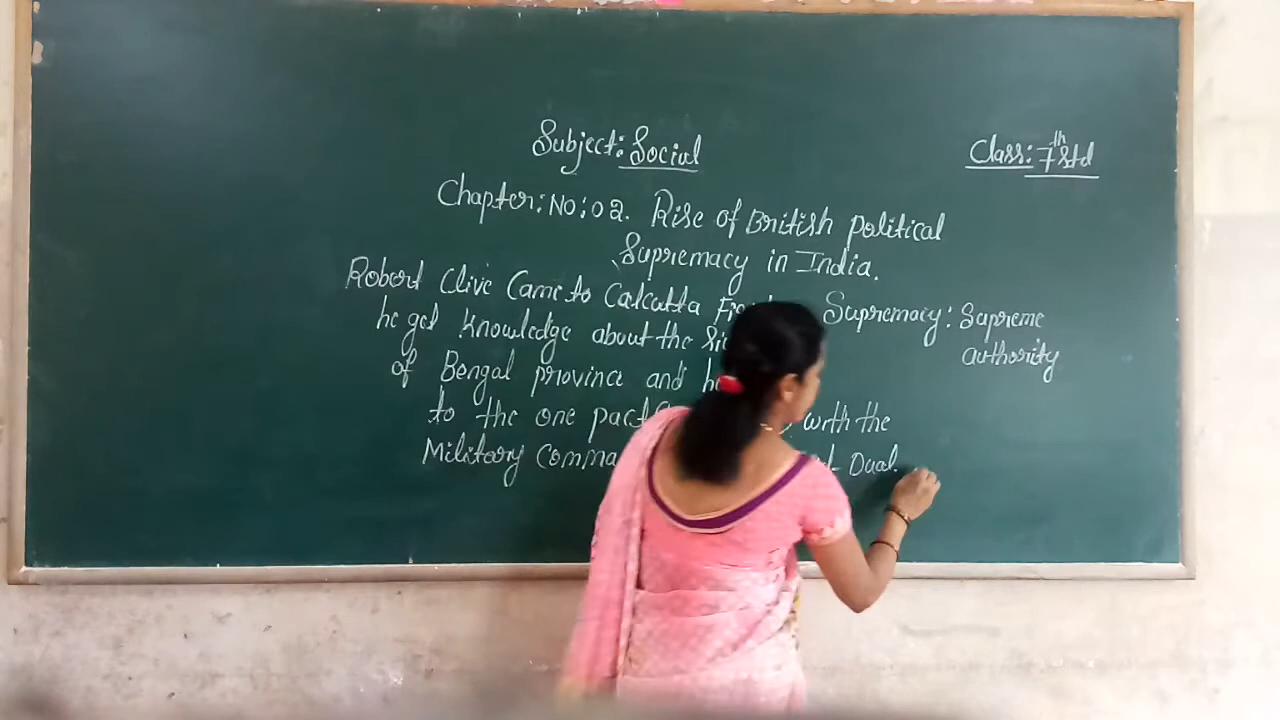 Subject: Social
Class: 7th Std
Chapter: No: 02. Rise of British Political
Supremacy in India.
Robert Clive Came to Calcutta
he got Knowledge about the
of Bengal province and
to the one with the
Military Dual
Supremacy: Supreme
authority